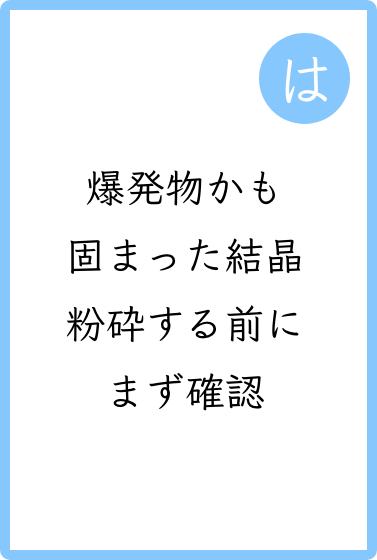 は
爆発物かも
固まった結晶
粉砕する前に
まず確認